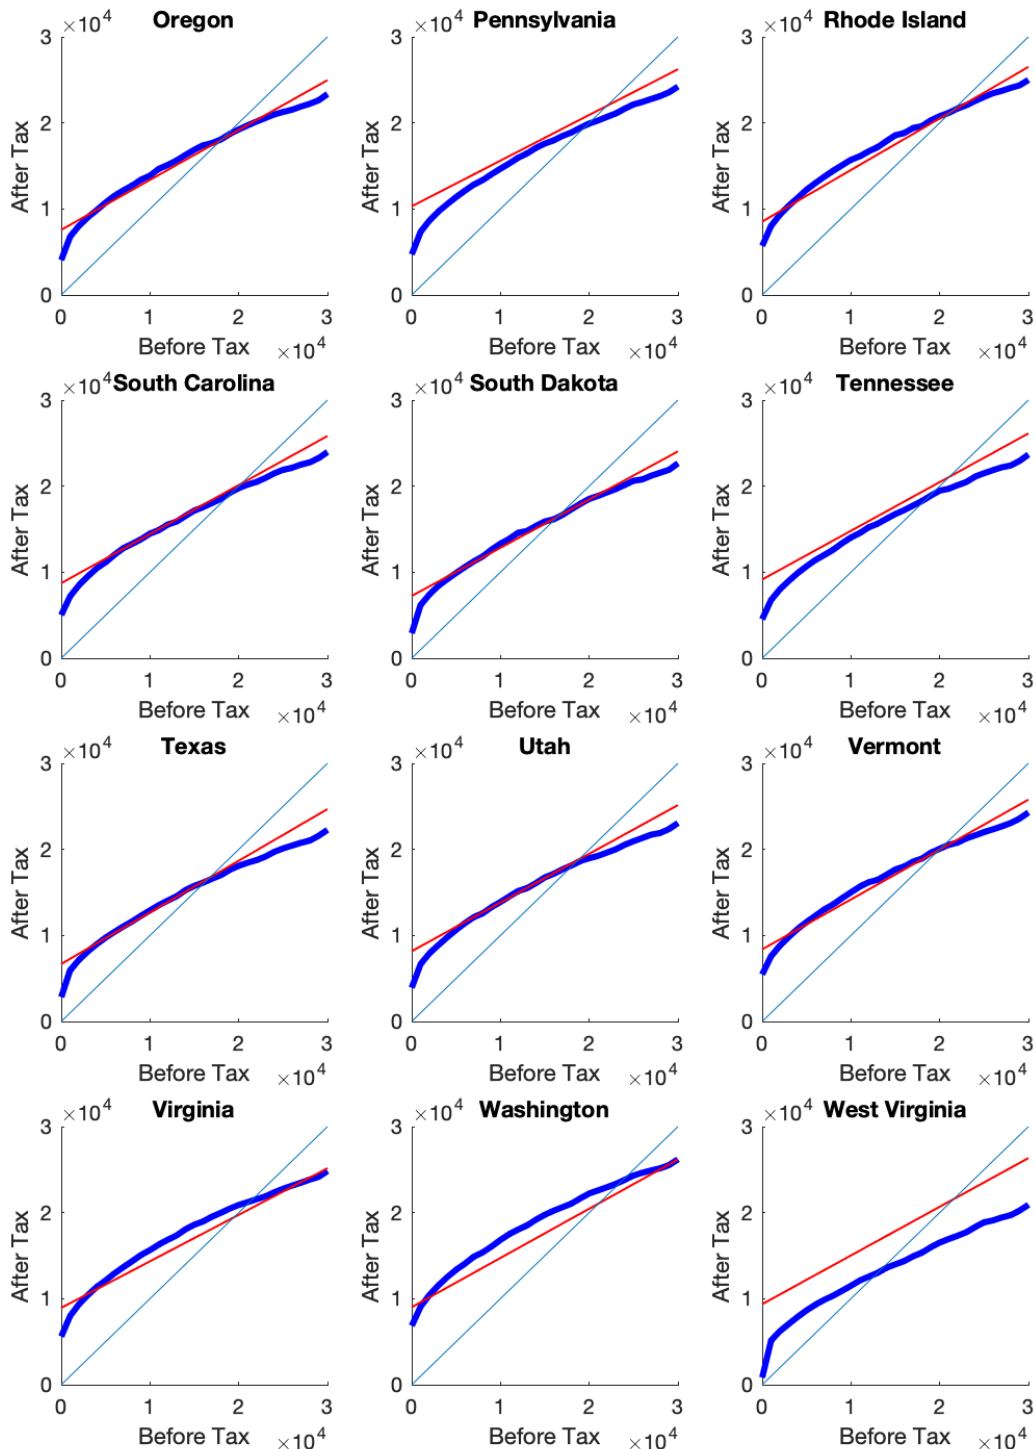 ×10⁴ Oregon
3
2
1
0
After Tax
0 1 2 3
Before Tax ×10⁴
×10⁴ Pennsylvania
3
2
1
0
After Tax
0 1 2 3
Before Tax ×10⁴
×10⁴ Rhode Island
3
2
1
0
After Tax
0 1 2 3
Before Tax ×10⁴
×10⁴ South Carolina
3
2
1
0
After Tax
0 1 2 3
Before Tax ×10⁴
×10⁴ South Dakota
3
2
1
0
After Tax
0 1 2 3
Before Tax ×10⁴
×10⁴ Tennessee
3
2
1
0
After Tax
0 1 2 3
Before Tax ×10⁴
×10⁴ Texas
3
2
1
0
After Tax
0 1 2 3
Before Tax ×10⁴
×10⁴ Utah
3
2
1
0
After Tax
0 1 2 3
Before Tax ×10⁴
×10⁴ Vermont
3
2
1
0
After Tax
0 1 2 3
Before Tax ×10⁴
×10⁴ Virginia
3
2
1
0
After Tax
0 1 2 3
Before Tax ×10⁴
×10⁴ Washington
3
2
1
0
After Tax
0 1 2 3
Before Tax ×10⁴
×10⁴ West Virginia
3
2
1
0
After Tax
0 1 2 3
Before Tax ×10⁴